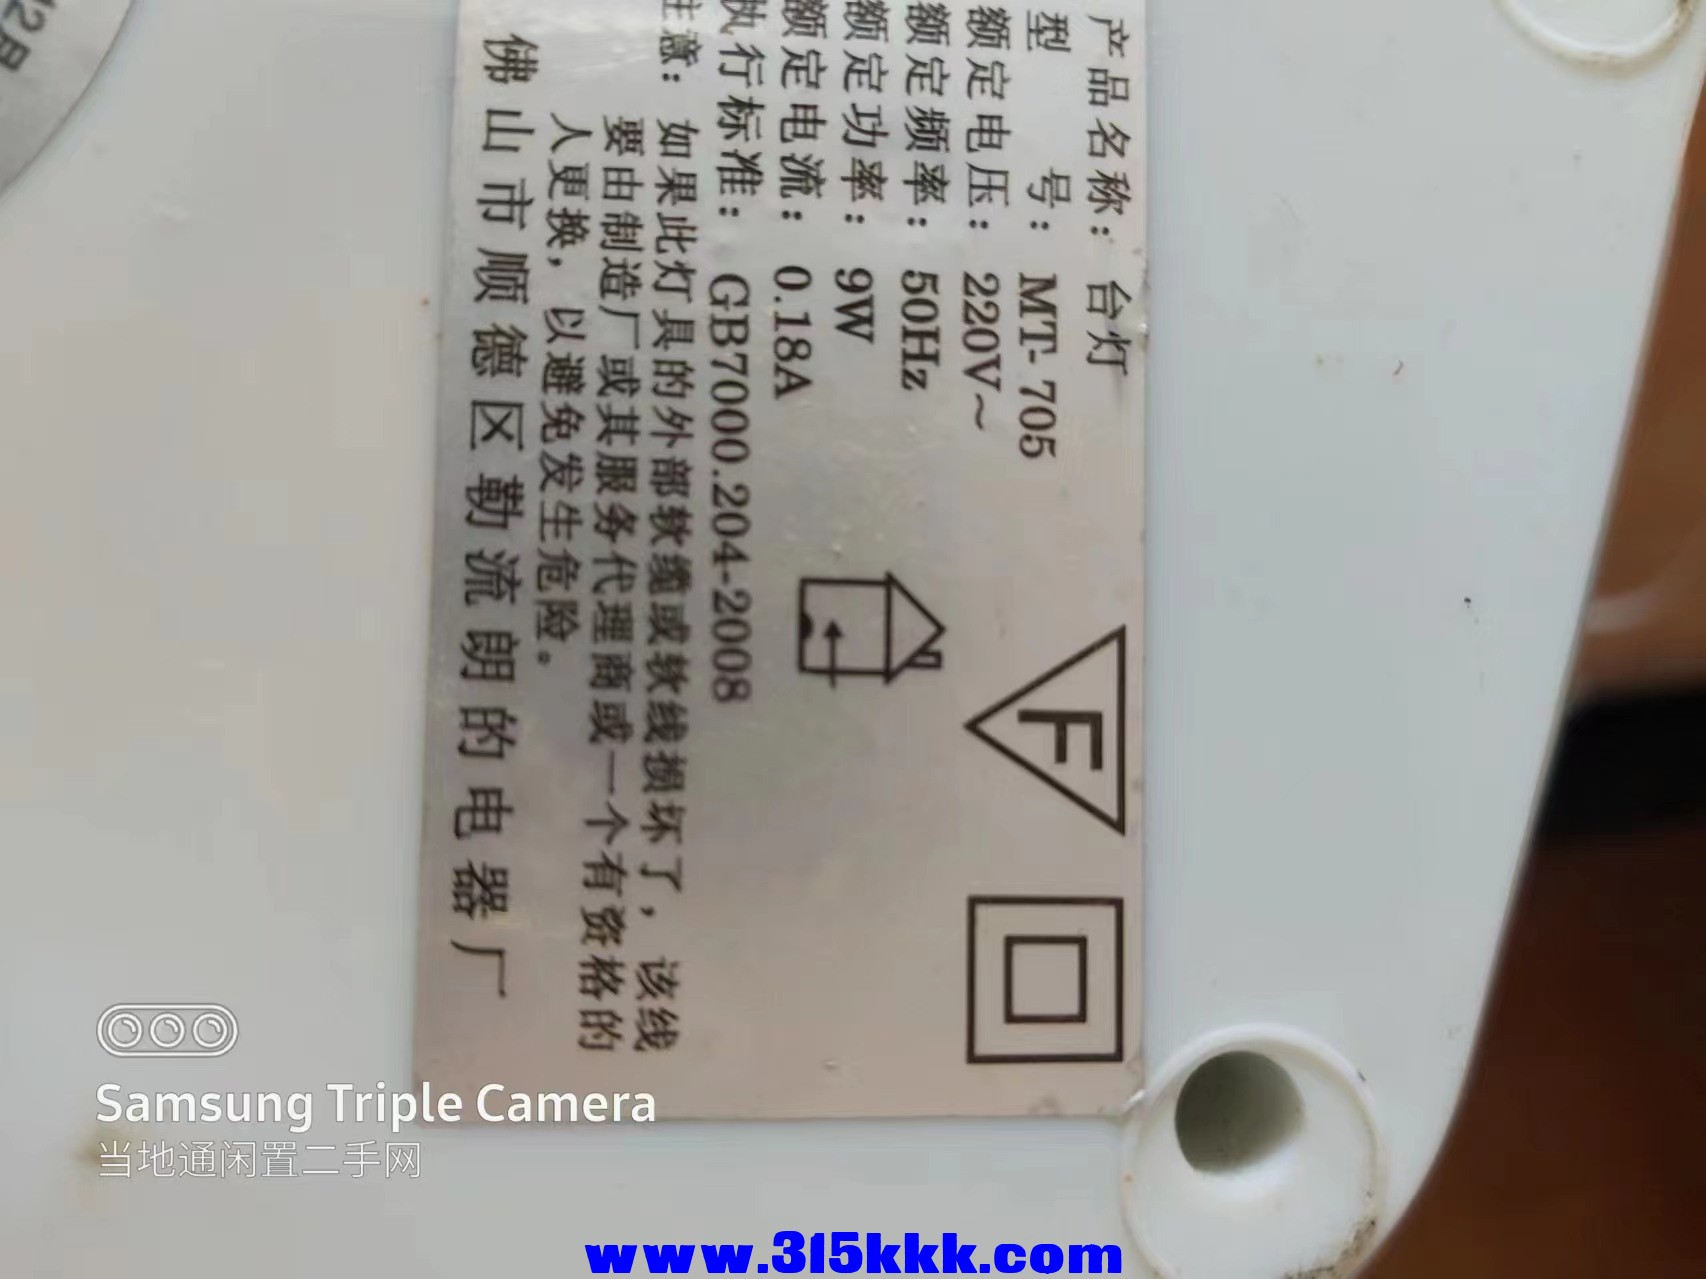 产品名称：台灯
型 号：MT-705
额定电压：220V~
额定频率：50Hz
额定功率：9W
额定电流：0.18A
执行标准：GB7000.204-2008
注意：如果此灯具的外部软缆或软线损坏了，该线
要由制造厂或其服务代理商或一个有资格的
人更换，以避免发生危险。
佛山市顺德区勒流朗的电器厂
F
12月
Samsung Triple Camera
当地通闲置二手网
www.315kkk.com